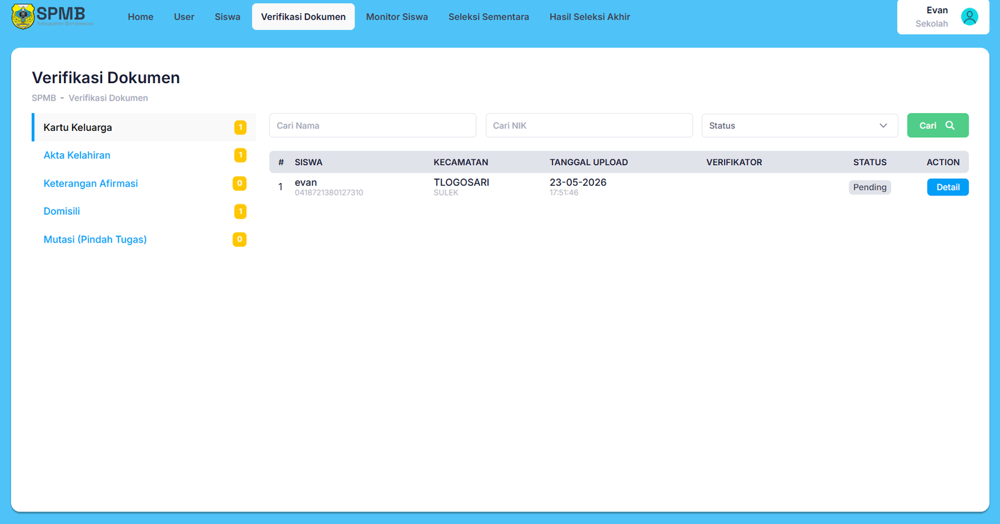 SPMB
Kabupaten Bondowoso
Home User Siswa Verifikasi Dokumen Monitor Siswa Seleksi Sementara Hasil Seleksi Akhir
Evan
Sekolah
Verifikasi Dokumen
SPMB - Verifikasi Dokumen
Kartu Keluarga 1
Akta Kelahiran 1
Keterangan Afirmasi 0
Domisili 1
Mutasi (Pindah Tugas) 0
Cari Nama Cari NIK Status Cari
# SISWA KECAMATAN TANGGAL UPLOAD VERIFIKATOR STATUS ACTION
1 evan TLOGOSARI 23-05-2026 Pending Detail
0418721380127310 SULEK 17:51:46